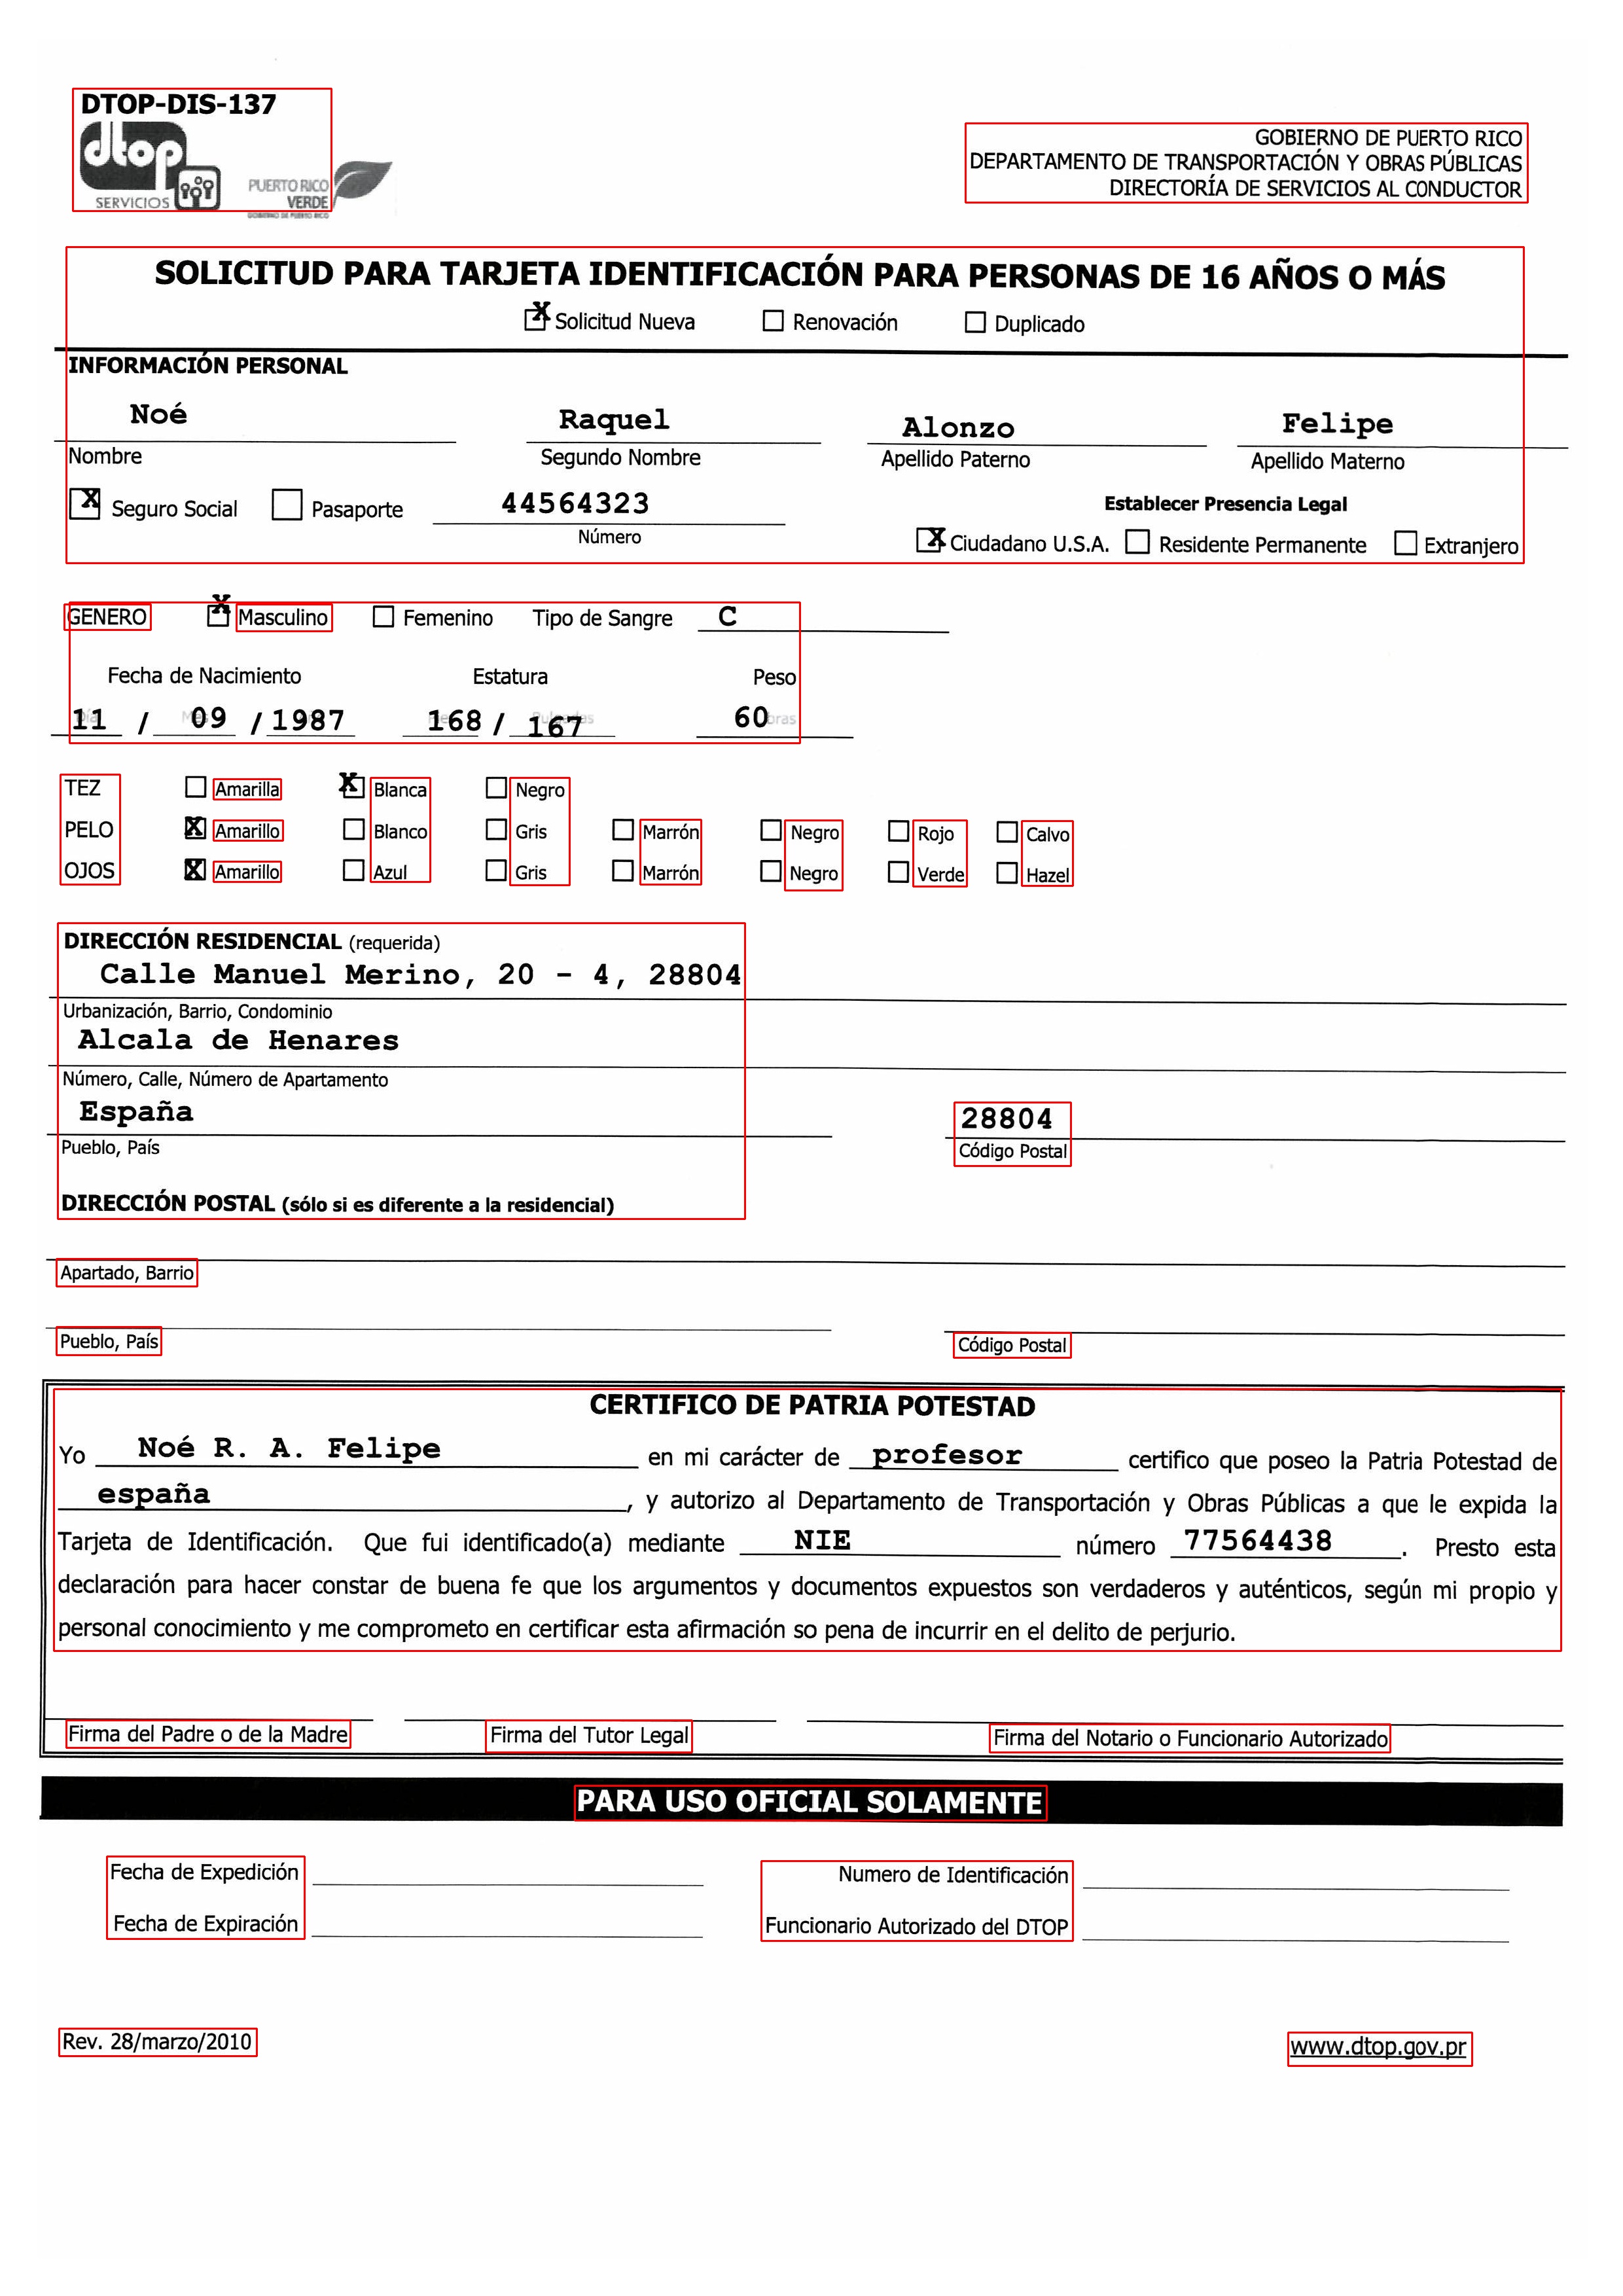 DTOP-DIS-137
dtop
SERVICIOS
PUERTO RICO
VERDE
GOBIERNO DE PUERTO RICO
GOBIERNO DE PUERTO RICO
DEPARTAMENTO DE TRANSPORTACIÓN Y OBRAS PÚBLICAS
DIRECTORÍA DE SERVICIOS AL CONDUCTOR
SOLICITUD PARA TARJETA IDENTIFICACIÓN PARA PERSONAS DE 16 AÑOS O MÁS
X Solicitud Nueva Renovación Duplicado
INFORMACIÓN PERSONAL
Noé Raquel Alonzo Felipe
Nombre Segundo Nombre Apellido Paterno Apellido Materno
X Seguro Social Pasaporte 44564323
Número
Establecer Presencia Legal
X Ciudadano U.S.A. Residente Permanente Extranjero
GENERO X Masculino Femenino Tipo de Sangre C
Fecha de Nacimiento Estatura Peso
11 / 09 / 1987 168 / 167 60
TEZ Amarilla X Blanca Negro
PELO X Amarillo Blanco Gris Marrón Negro Rojo Calvo
OJOS X Amarillo Azul Gris Marrón Negro Verde Hazel
DIRECCIÓN RESIDENCIAL (requerida)
Calle Manuel Merino, 20 - 4, 28804
Urbanización, Barrio, Condominio
Alcala de Henares
Número, Calle, Número de Apartamento
España 28804
Pueblo, País Código Postal
DIRECCIÓN POSTAL (sólo si es diferente a la residencial)
Apartado, Barrio
Pueblo, País Código Postal
CERTIFICO DE PATRIA POTESTAD
Yo Noé R. A. Felipe en mi carácter de profesor certifico que poseo la Patria Potestad de
españa, y autorizo al Departamento de Transportación y Obras Públicas a que le expida la
Tarjeta de Identificación. Que fui identificado(a) mediante NIE número 77564438. Presto esta
declaración para hacer constar de buena fe que los argumentos y documentos expuestos son verdaderos y auténticos, según mi propio y
personal conocimiento y me comprometo en certificar esta afirmación so pena de incurrir en el delito de perjurio.
Firma del Padre o de la Madre Firma del Tutor Legal Firma del Notario o Funcionario Autorizado
PARA USO OFICIAL SOLAMENTE
Fecha de Expedición Numero de Identificación
Fecha de Expiración Funcionario Autorizado del DTOP
Rev. 28/marzo/2010 www.dtop.gov.pr